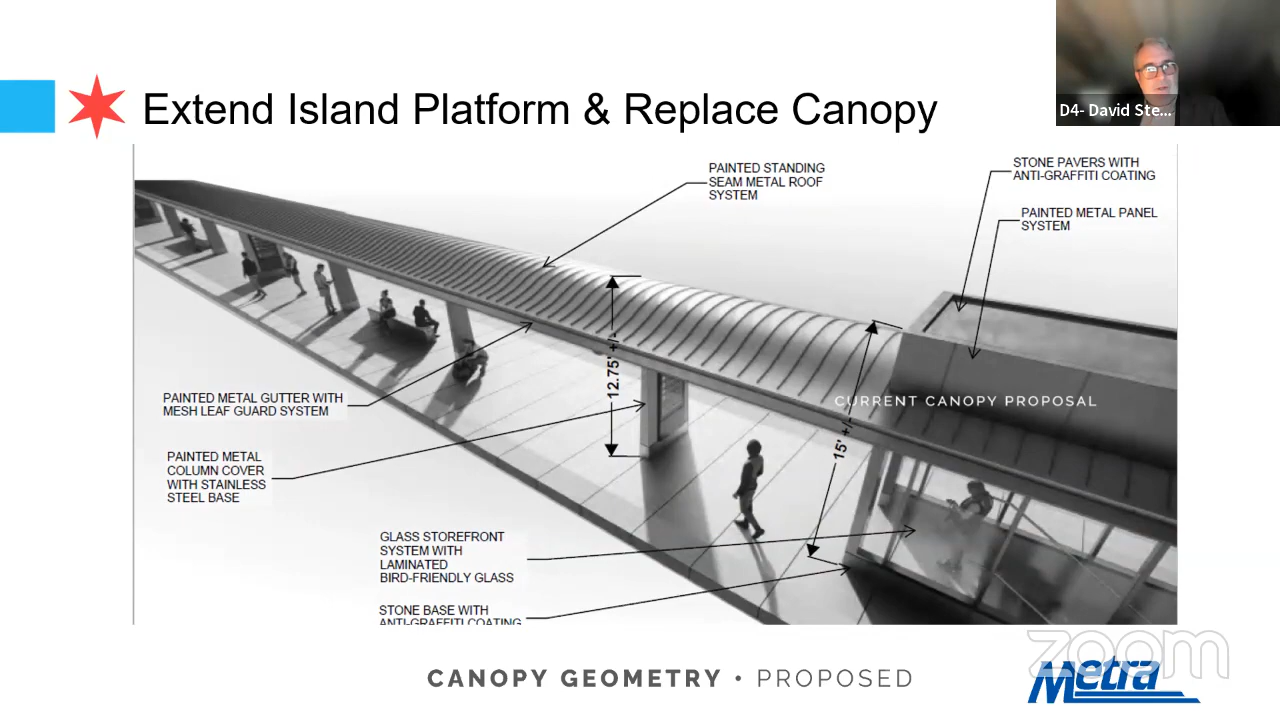 D4- David Ste...
Extend Island Platform & Replace Canopy
PAINTED STANDING
SEAM METAL ROOF
SYSTEM
STONE PAVERS WITH
ANTI-GRAFFITI COATING
PAINTED METAL PANEL
SYSTEM
12.75' +/-
CURRENT CANOPY PROPOSAL
15' +/-
PAINTED METAL GUTTER WITH
MESH LEAF GUARD SYSTEM
PAINTED METAL
COLUMN COVER
WITH STAINLESS
STEEL BASE
GLASS STOREFRONT
SYSTEM WITH
LAMINATED
BIRD-FRIENDLY GLASS
STONE BASE WITH
ANTI-GRAFFITI COATING
zoom
CANOPY GEOMETRY • PROPOSED
Metra